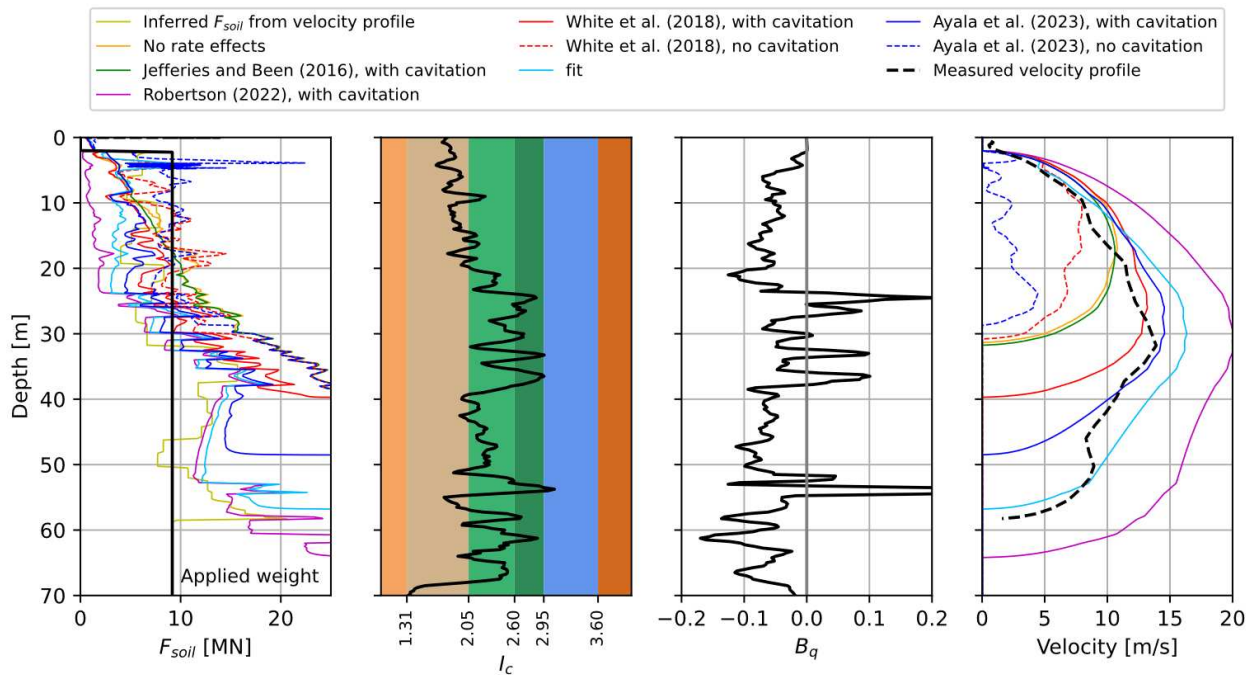 Inferred F_soil from velocity profile
No rate effects
Jefferies and Been (2016), with cavitation
Robertson (2022), with cavitation
White et al. (2018), with cavitation
White et al. (2018), no cavitation
fit
Ayala et al. (2023), with cavitation
Ayala et al. (2023), no cavitation
Measured velocity profile
Depth [m]
0
10
20
30
40
50
60
70
Applied weight
0 10 20
F_soil [MN]
1.31 2.05 2.60 2.95 3.60
I_c
−0.2 −0.1 0.0 0.1 0.2
B_q
0 5 10 15 20
Velocity [m/s]